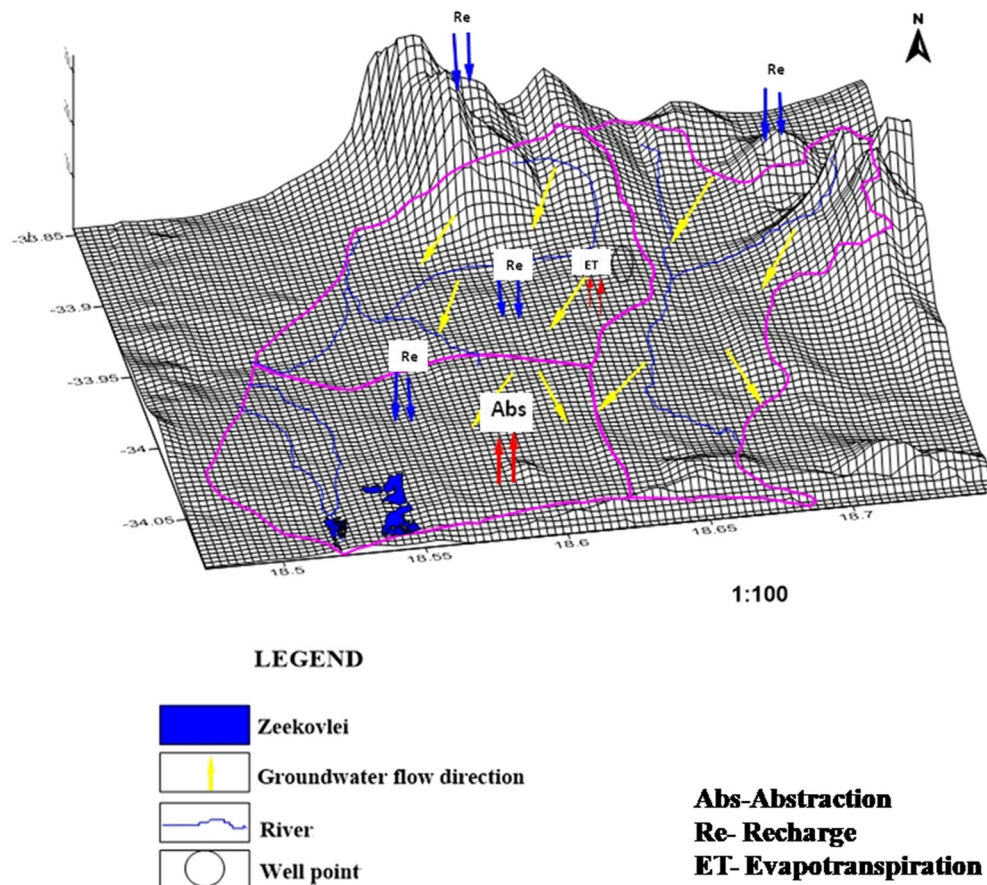 Re
N
Re
-33.85
Re
ET
-33.9
Re
-33.95
Abs
-34
-34.05
18.5
18.55
18.6
18.65
18.7
1:100
LEGEND
Zeekovlei
Groundwater flow direction
River
Well point
Abs-Abstraction
Re- Recharge
ET- Evapotranspiration